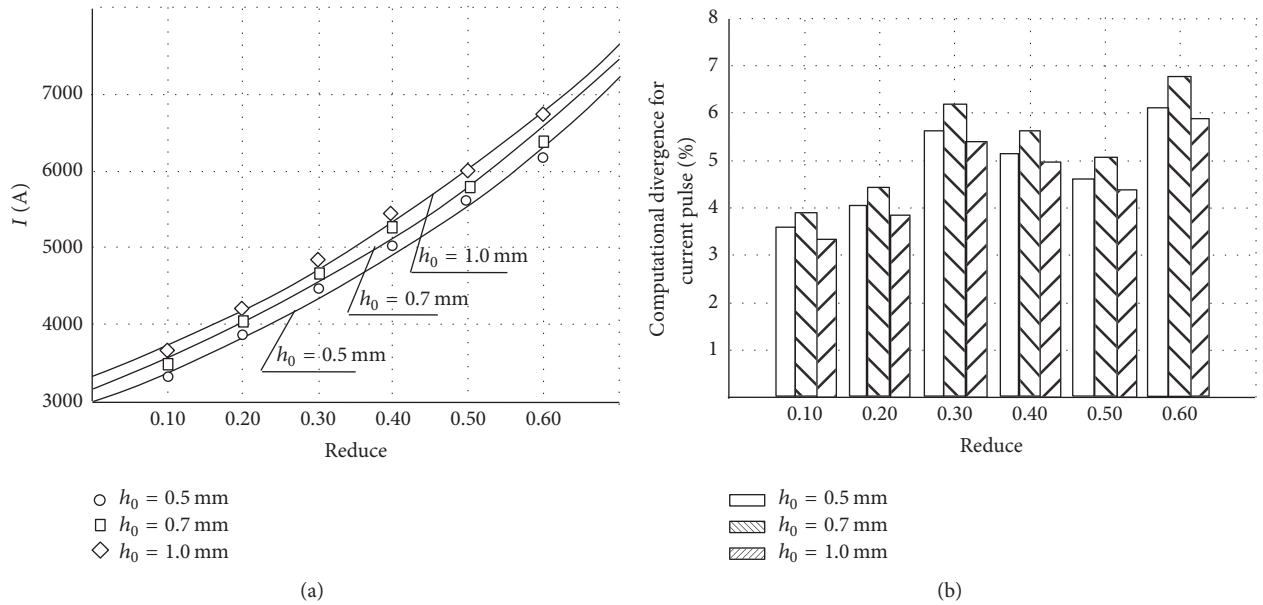 7000
6000
5000
4000
3000
I (A)
h₀ = 1.0 mm
h₀ = 0.7 mm
h₀ = 0.5 mm
0.10 0.20 0.30 0.40 0.50 0.60
Reduce
h₀ = 0.5 mm
h₀ = 0.7 mm
h₀ = 1.0 mm
(a)
8
7
6
5
4
3
2
1
Computational divergence for
current pulse (%)
0.10 0.20 0.30 0.40 0.50 0.60
Reduce
h₀ = 0.5 mm
h₀ = 0.7 mm
h₀ = 1.0 mm
(b)